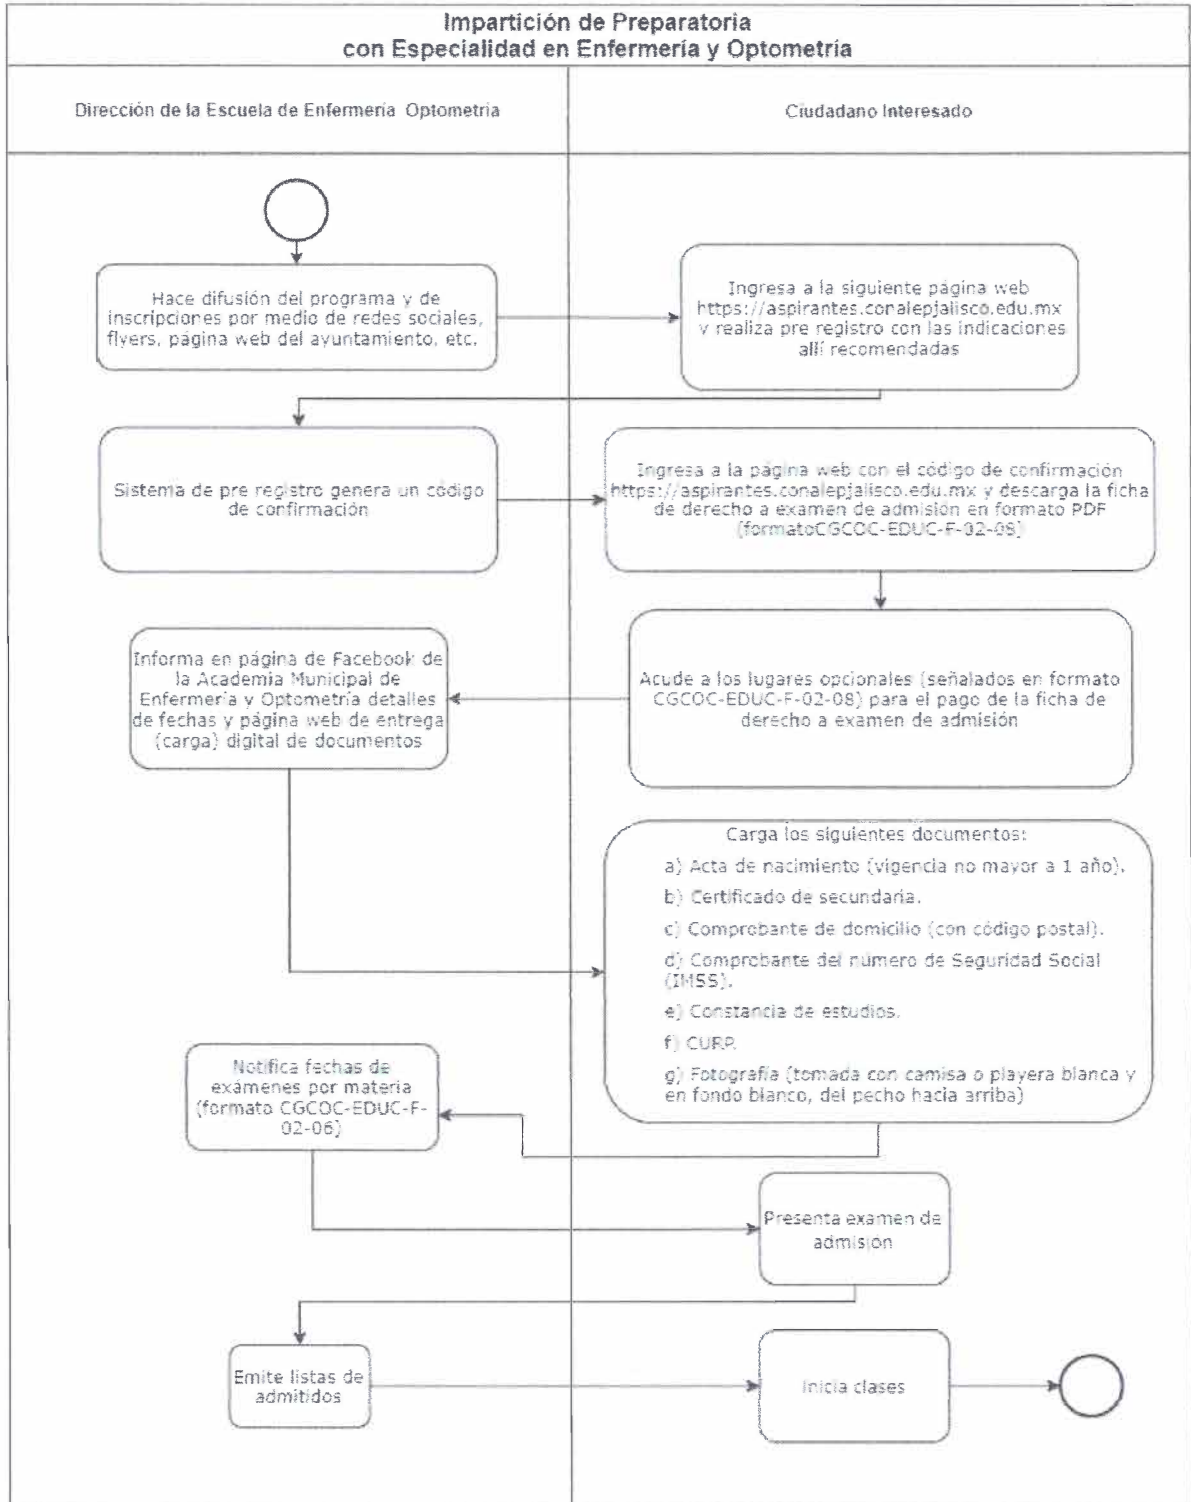 Impartición de Preparatoria
con Especialidad en Enfermería y Optometría
Dirección de la Escuela de Enfermería Optometría
Ciudadano Interesado
Hace difusión del programa y de
inscripciones por medio de redes sociales,
flyers, página web del ayuntamiento, etc.
Ingresa a la siguiente página web
https://aspirantes.conalepjalisco.edu.mx
y realiza pre registro con las indicaciones
allí recomendadas
Sistema de pre registro genera un código
de confirmación
Ingresa a la página web con el código de confirmación
https://aspirantes.conalepjalisco.edu.mx y descarga la ficha
de derecho a examen de admisión en formato PDF
(formatoCGCOC-EDUC-F-02-08)
Acude a los lugares opcionales (señalados en formato
CGCOC-EDUC-F-02-08) para el pago de la ficha de
derecho a examen de admisión
Informa en página de Facebook de
la Academia Municipal de
Enfermería y Optometría detalles
de fechas y página web de entrega
(carga) digital de documentos
Carga los siguientes documentos:
a) Acta de nacimiento (vigencia no mayor a 1 año).
b) Certificado de secundaria.
c) Comprobante de domicilio (con código postal).
d) Comprobante del número de Seguridad Social
(IMSS).
e) Constancia de estudios.
f) CURP.
g) Fotografía (tomada con camisa o playera blanca y
en fondo blanco, del pecho hacia arriba)
Notifica fechas de
exámenes por materia
(formato CGCOC-EDUC-F-
02-06)
Presenta examen de
admisión
Emite listas de
admitidos
Inicia clases